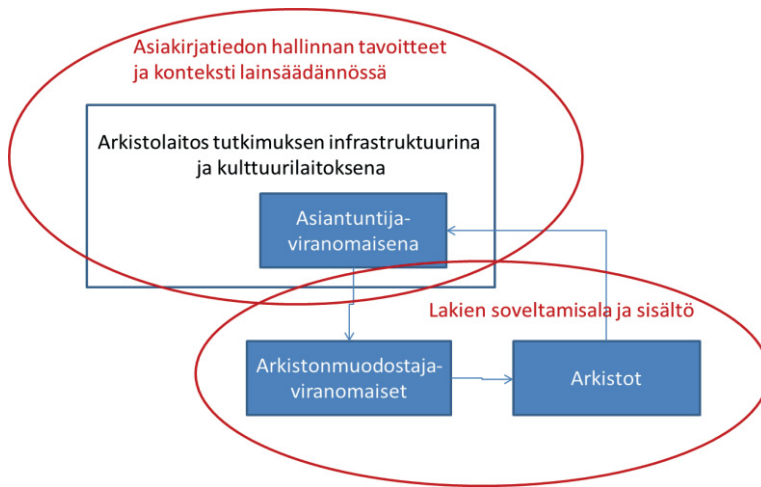 Asiakirjatiedon hallinnan tavoitteet
ja konteksti lainsäädännössä
Arkistolaitos tutkimuksen infrastruktuurina
ja kulttuurilaitoksena
Asiantuntija-
viranomaisena
Lakien soveltamisala ja sisältö
Arkistonmuodostaja-
viranomaiset
Arkistot